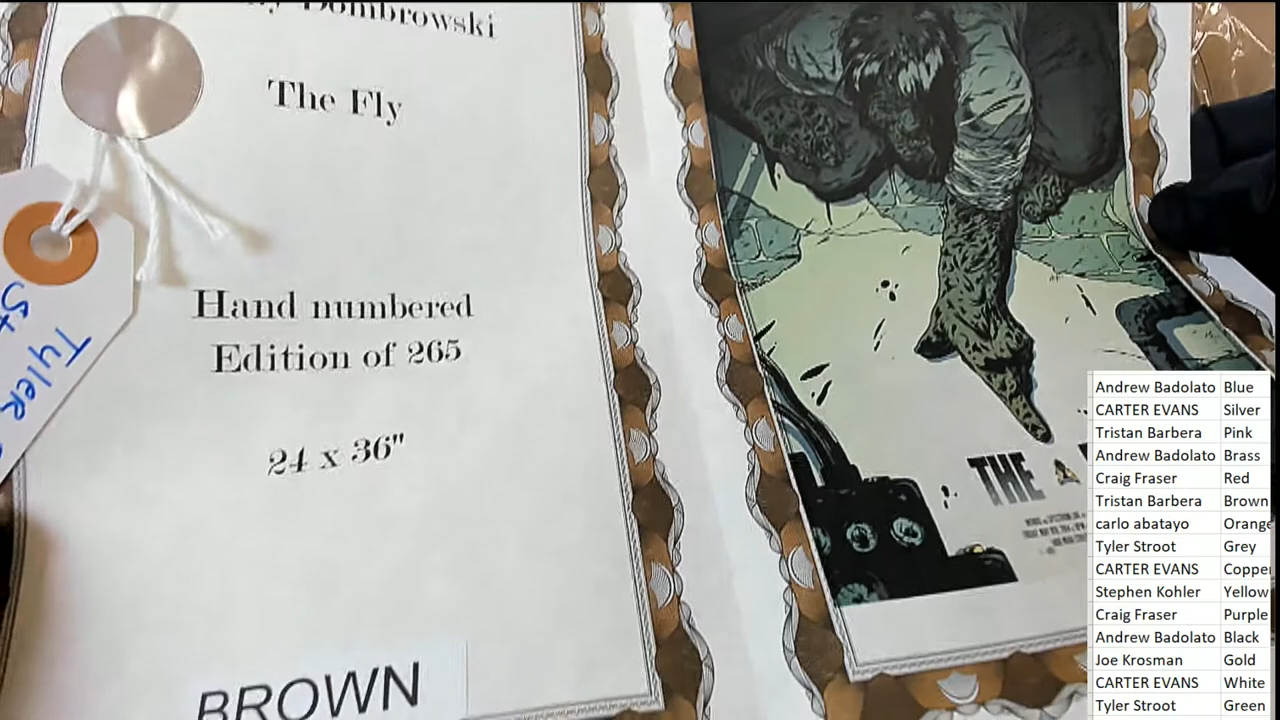 Dombrowski
The Fly
Hand numbered
Edition of 265
24 x 36"
BROWN
Tyler
St
THE
Andrew Badolato Blue
CARTER EVANS Silver
Tristan Barbera Pink
Andrew Badolato Brass
Craig Fraser Red
Tristan Barbera Brown
carlo abatayo Orange
Tyler Stroot Grey
CARTER EVANS Copper
Stephen Kohler Yellow
Craig Fraser Purple
Andrew Badolato Black
Joe Krosman Gold
CARTER EVANS White
Tyler Stroot Green